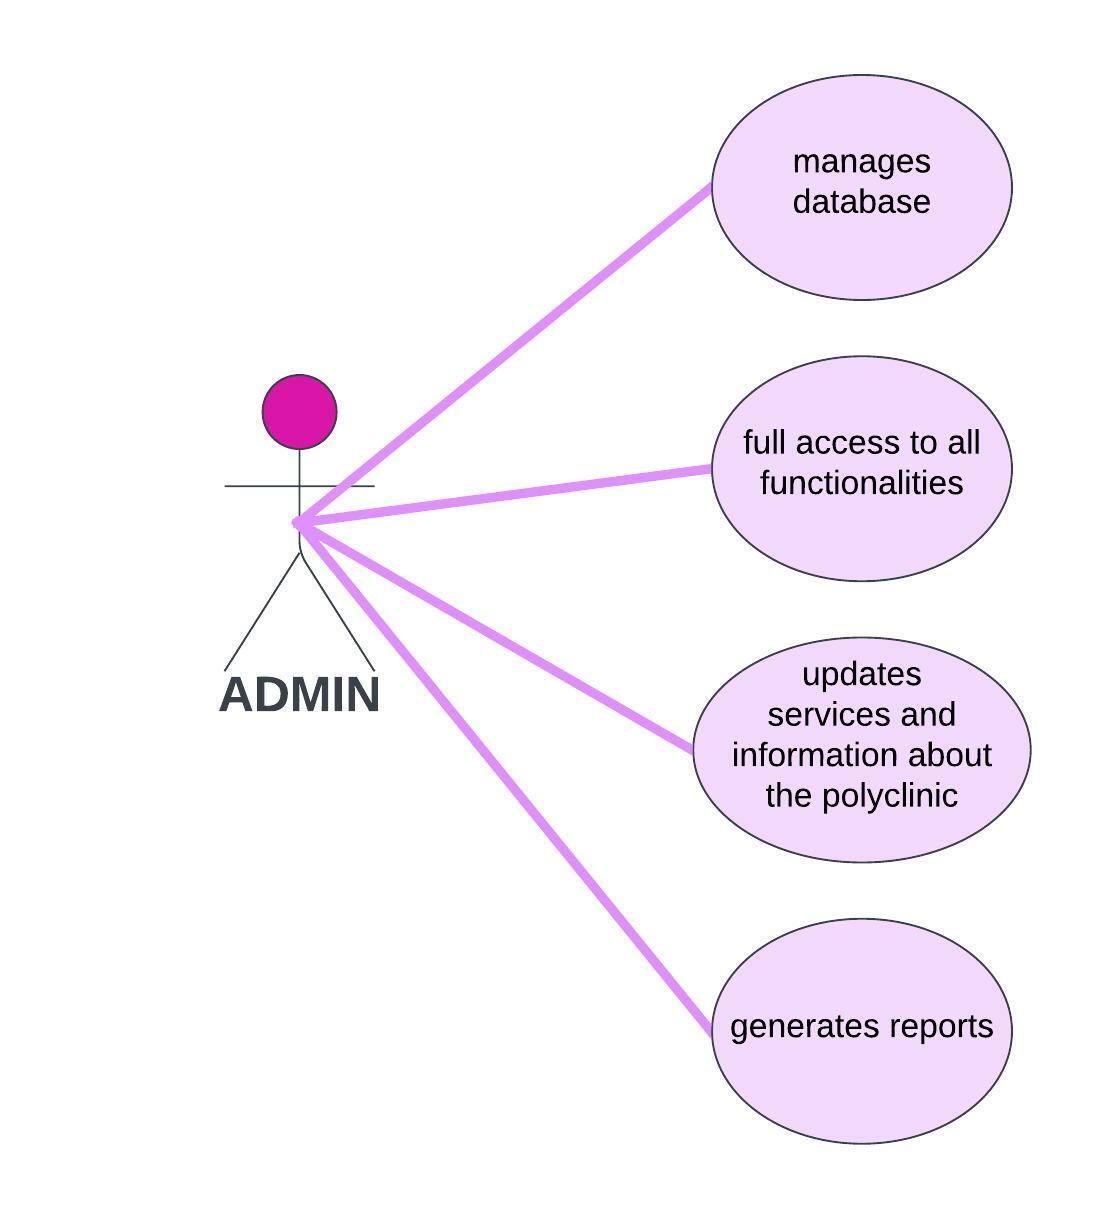 manages
database
full access to all
functionalities
ADMIN
updates
services and
information about
the polyclinic
generates reports